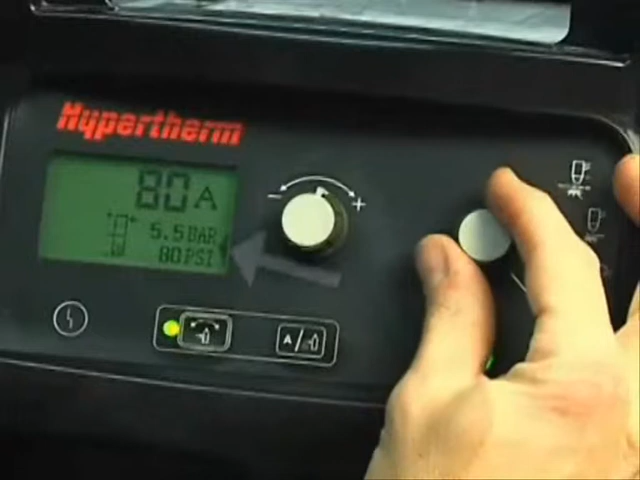 Hypertherm
80 A
5.5 BAR
80 PSI
- +
A/